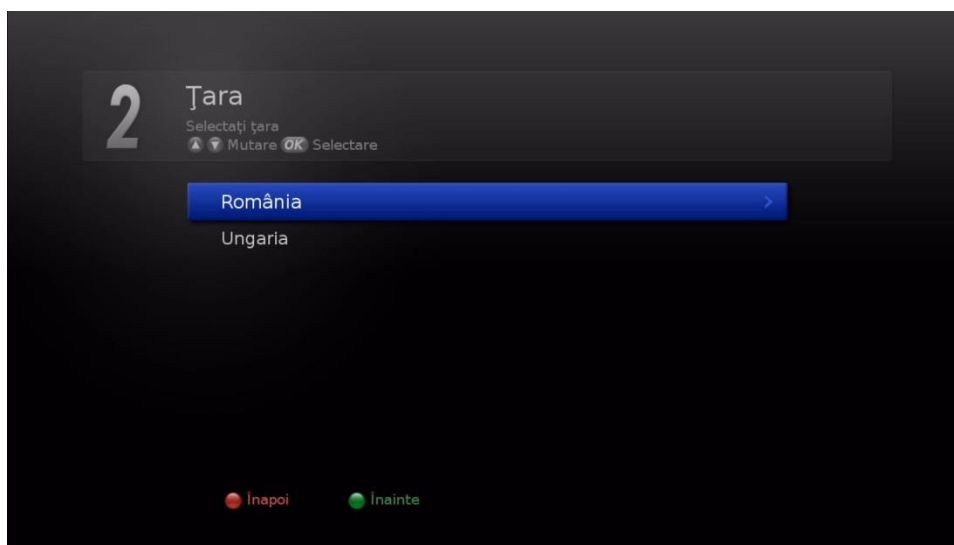 2
Ţara
Selectaţi ţara
Mutare OK Selectare
România
Ungaria
Înapoi Înainte